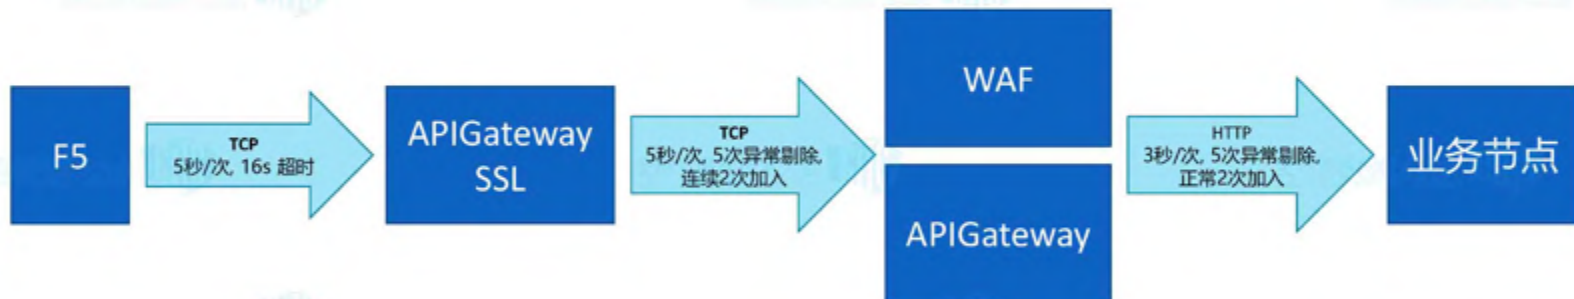 F5
TCP
5秒/次, 16s 超时
APIGateway
SSL
TCP
5秒/次, 5次异常剔除,
连续2次加入
WAF
APIGateway
HTTP
3秒/次, 5次异常剔除,
正常2次加入
业务节点